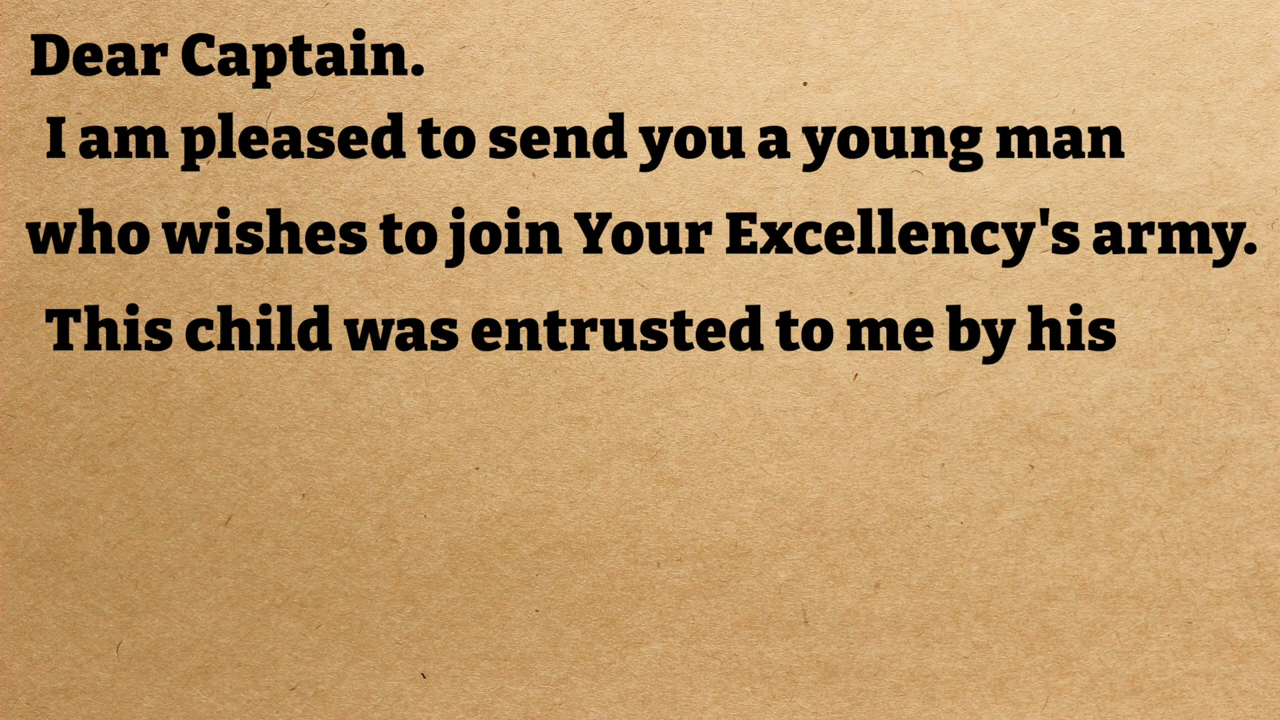 Dear Captain.
I am pleased to send you a young man
who wishes to join Your Excellency's army.
This child was entrusted to me by his